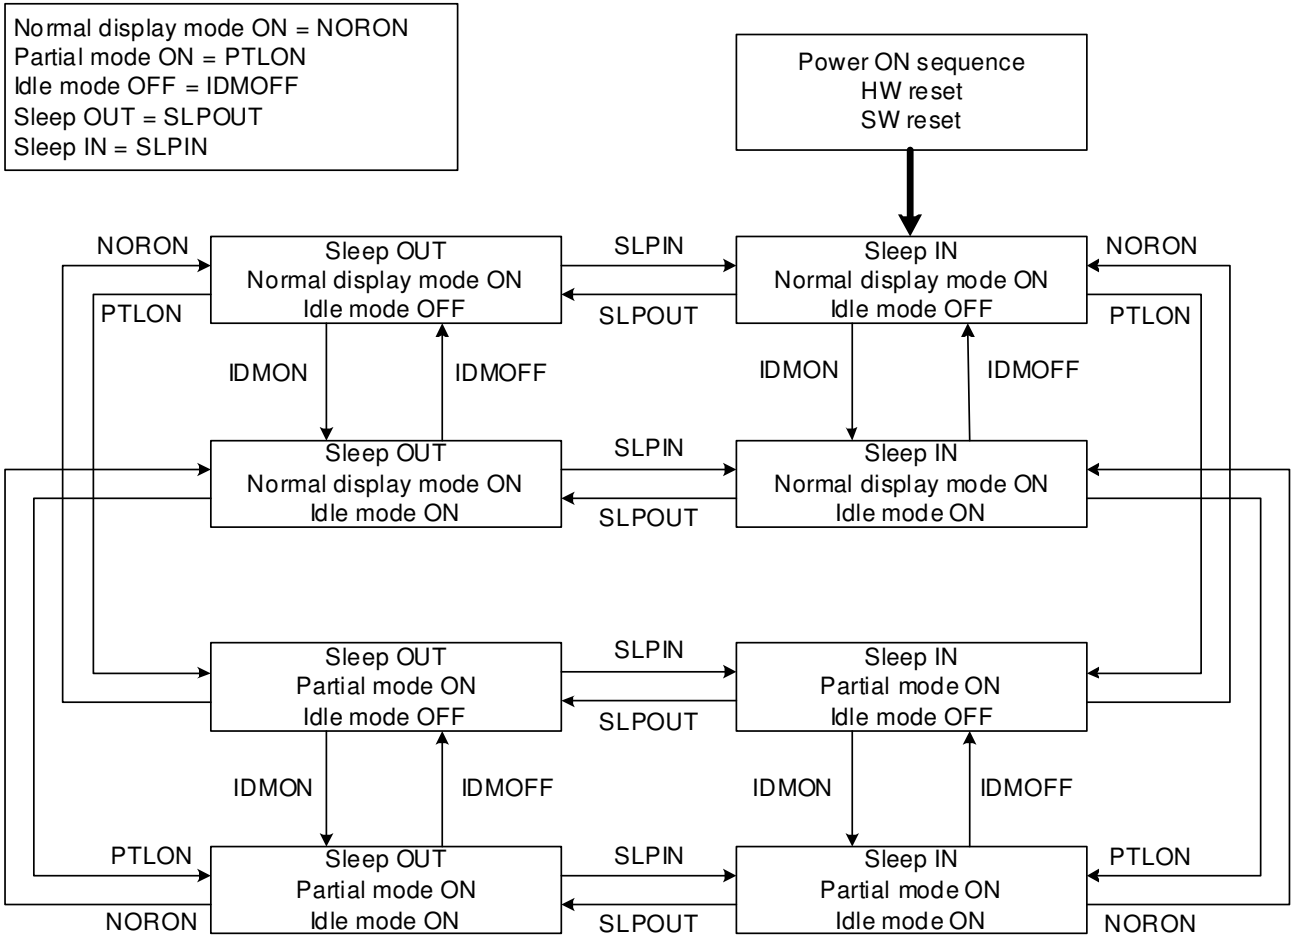 Normal display mode ON = NORON
Partial mode ON = PTLON
Idle mode OFF = IDMOFF
Sleep OUT = SLPOUT
Sleep IN = SLPIN
Power ON sequence
HW reset
SW reset
NORON
Sleep OUT
Normal display mode ON
Idle mode OFF
SLPIN
SLPOUT
Sleep IN
Normal display mode ON
Idle mode OFF
NORON
PTLON
PTLON
IDMON
IDMOFF
IDMON
IDMOFF
Sleep OUT
Normal display mode ON
Idle mode ON
SLPIN
SLPOUT
Sleep IN
Normal display mode ON
Idle mode ON
Sleep OUT
Partial mode ON
Idle mode OFF
SLPIN
SLPOUT
Sleep IN
Partial mode ON
Idle mode OFF
IDMON
IDMOFF
IDMON
IDMOFF
PTLON
NORON
Sleep OUT
Partial mode ON
Idle mode ON
SLPIN
SLPOUT
Sleep IN
Partial mode ON
Idle mode ON
PTLON
NORON